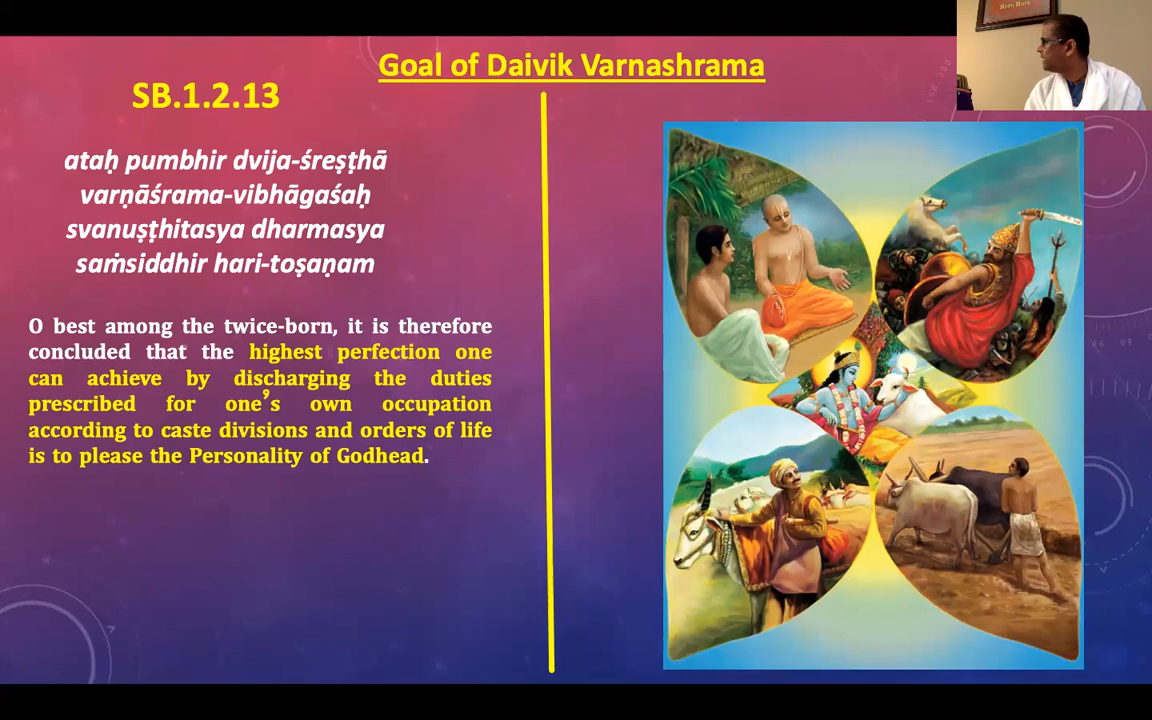 Goal of Daivik Varnashrama
SB.1.2.13
ataḥ pumbhir dvija-śreṣṭhā
varṇāśrama-vibhāgaśaḥ
svanuṣṭhitasya dharmasya
saṁsiddhir hari-toṣaṇam
O best among the twice-born, it is therefore
concluded that the highest perfection one
can achieve by discharging the duties
prescribed for one’s own occupation
according to caste divisions and orders of life
is to please the Personality of Godhead.